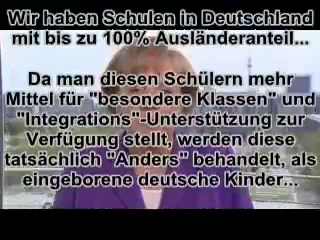 Wir haben Schulen in Deutschland
mit bis zu 100% Ausländeranteil...
Da man diesen Schülern mehr
Mittel für "besondere Klassen" und
"Integrations"-Unterstützung zur
Verfügung stellt, werden diese
tatsächlich "Anders" behandelt, als
eingeborene deutsche Kinder...